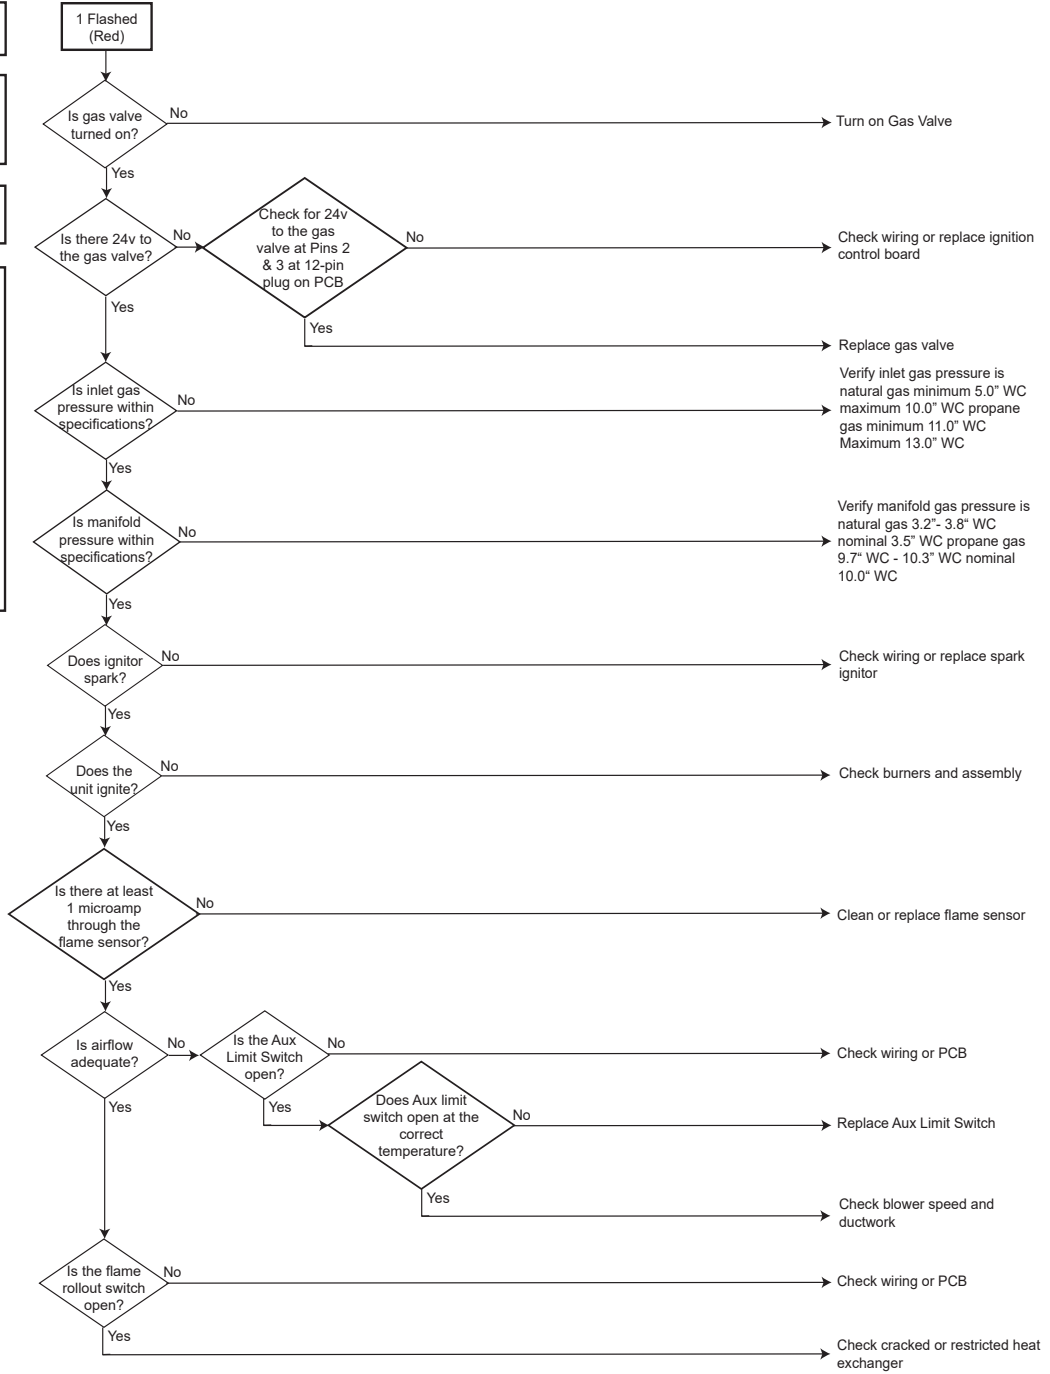 1 Flashed
(Red)
Is gas valve
turned on?
No
Turn on Gas Valve
Yes
Is there 24v to
the gas valve?
No
Check for 24v
to the gas
valve at Pins 2
& 3 at 12-pin
plug on PCB
No
Check wiring or replace ignition
control board
Yes
Yes
Replace gas valve
Is inlet gas
pressure within
specifications?
No
Verify inlet gas pressure is
natural gas minimum 5.0” WC
maximum 10.0” WC propane
gas minimum 11.0” WC
Maximum 13.0” WC
Yes
Is manifold
pressure within
specifications?
No
Verify manifold gas pressure is
natural gas 3.2”- 3.8“ WC
nominal 3.5” WC propane gas
9.7“ WC - 10.3” WC nominal
10.0“ WC
Yes
Does ignitor
spark?
No
Check wiring or replace spark
ignitor
Yes
Does the
unit ignite?
No
Check burners and assembly
Yes
Is there at least
1 microamp
through the
flame sensor?
No
Clean or replace flame sensor
Yes
Is airflow
adequate?
No
Is the Aux
Limit Switch
open?
No
Check wiring or PCB
Yes
Yes
Does Aux limit
switch open at the
correct
temperature?
No
Replace Aux Limit Switch
Yes
Check blower speed and
ductwork
Is the flame
rollout switch
open?
No
Check wiring or PCB
Yes
Check cracked or restricted heat
exchanger